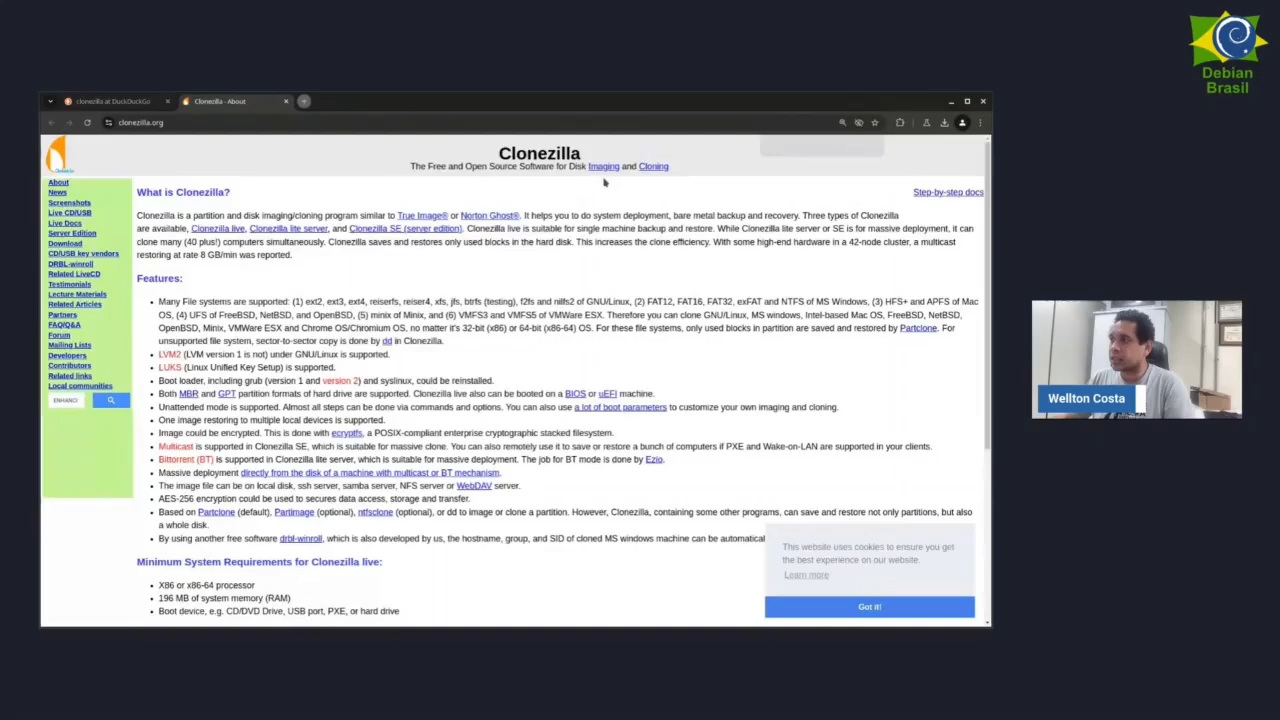 Debian
Brasil
clonezilla at DuckDuckGo
Clonezilla - About
clonezilla.org
Clonezilla
The Free and Open Source Software for Disk Imaging and Cloning
About
News
Screenshots
Live CD/USB
Live Docs
Server Edition
Download
CD/USB key vendors
DRBL-winroll
Related LiveCD
Testimonials
Lecture Materials
Related Articles
Partners
FAQ/Q&A
Forum
Mailing Lists
Developers
Contributors
Related links
Local communities
ENHANCI
What is Clonezilla?
Step-by-step docs
Clonezilla is a partition and disk imaging/cloning program similar to True Image® or Norton Ghost®. It helps you to do system deployment, bare metal backup and recovery. Three types of Clonezilla
are available, Clonezilla live, Clonezilla lite server, and Clonezilla SE (server edition). Clonezilla live is suitable for single machine backup and restore. While Clonezilla lite server or SE is for massive deployment, it can
clone many (40 plus!) computers simultaneously. Clonezilla saves and restores only used blocks in the hard disk. This increases the clone efficiency. With some high-end hardware in a 42-node cluster, a multicast
restoring at rate 8 GB/min was reported.
Features:
Many File systems are supported: (1) ext2, ext3, ext4, reiserfs, reiser4, xfs, jfs, btrfs (testing), f2fs and nilfs2 of GNU/Linux, (2) FAT12, FAT16, FAT32, exFAT and NTFS of MS Windows, (3) HFS+ and APFS of Mac
OS, (4) UFS of FreeBSD, NetBSD, and OpenBSD, (5) minix of Minix, and (6) VMFS3 and VMFS5 of VMWare ESX. Therefore you can clone GNU/Linux, MS windows, Intel-based Mac OS, FreeBSD, NetBSD,
OpenBSD, Minix, VMWare ESX and Chrome OS/Chromium OS, no matter it's 32-bit (x86) or 64-bit (x86-64) OS. For these file systems, only used blocks in partition are saved and restored by Partclone. For
unsupported file system, sector-to-sector copy is done by dd in Clonezilla.
LVM2 (LVM version 1 is not) under GNU/Linux is supported.
LUKS (Linux Unified Key Setup) is supported.
Boot loader, including grub (version 1 and version 2) and syslinux, could be reinstalled.
Both MBR and GPT partition formats of hard drive are supported. Clonezilla live also can be booted on a BIOS or uEFI machine.
Unattended mode is supported. Almost all steps can be done via commands and options. You can also use a lot of boot parameters to customize your own imaging and cloning.
One image restoring to multiple local devices is supported.
Image could be encrypted. This is done with ecryptfs, a POSIX-compliant enterprise cryptographic stacked filesystem.
Multicast is supported in Clonezilla SE, which is suitable for massive clone. You can also remotely use it to save or restore a bunch of computers if PXE and Wake-on-LAN are supported in your clients.
Bittorrent (BT) is supported in Clonezilla lite server, which is suitable for massive deployment. The job for BT mode is done by Ezio.
Massive deployment directly from the disk of a machine with multicast or BT mechanism.
The image file can be on local disk, ssh server, samba server, NFS server or WebDAV server.
AES-256 encryption could be used to secures data access, storage and transfer.
Based on Partclone (default), Partimage (optional), ntfsclone (optional), or dd to image or clone a partition. However, Clonezilla, containing some other programs, can save and restore not only partitions, but also
a whole disk.
By using another free software drbl-winroll, which is also developed by us, the hostname, group, and SID of cloned MS windows machine can be automatical
Minimum System Requirements for Clonezilla live:
X86 or x86-64 processor
196 MB of system memory (RAM)
Boot device, e.g. CD/DVD Drive, USB port, PXE, or hard drive
This website uses cookies to ensure you get
the best experience on our website.
Learn more
Got it!
Wellton Costa